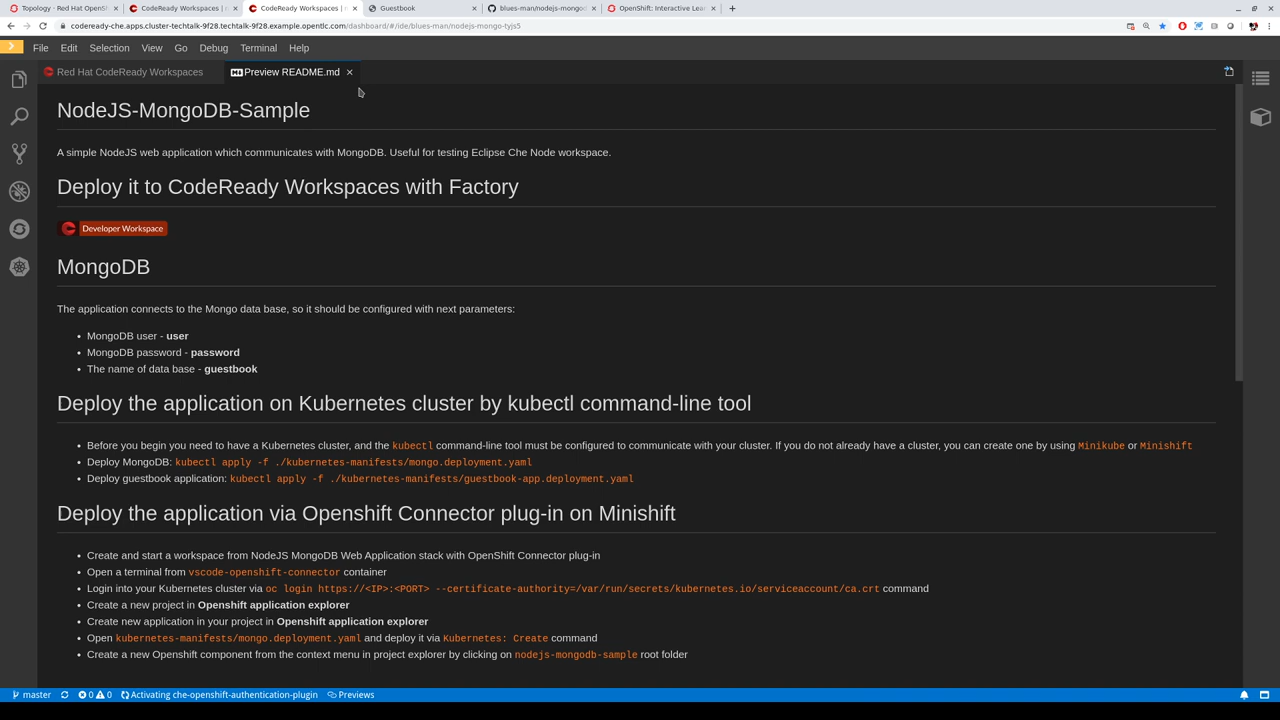 Topology · Red Hat OpenSh × CodeReady Workspaces | n × CodeReady Workspaces | n × Guestbook × blues-man/nodejs-mongod × OpenShift: Interactive Lear × +
codeready-che.apps.cluster-techtalk-9f28.techtalk-9f28.example.opentlc.com/dashboard/#/ide/blues-man/nodejs-mongo-tyjs5
File Edit Selection View Go Debug Terminal Help
Red Hat CodeReady Workspaces Preview README.md ×
NodeJS-MongoDB-Sample
A simple NodeJS web application which communicates with MongoDB. Useful for testing Eclipse Che Node workspace.
Deploy it to CodeReady Workspaces with Factory
Developer Workspace
MongoDB
The application connects to the Mongo data base, so it should be configured with next parameters:
• MongoDB user - user
• MongoDB password - password
• The name of data base - guestbook
Deploy the application on Kubernetes cluster by kubectl command-line tool
• Before you begin you need to have a Kubernetes cluster, and the kubectl command-line tool must be configured to communicate with your cluster. If you do not already have a cluster, you can create one by using Minikube or Minishift
• Deploy MongoDB: kubectl apply -f ./kubernetes-manifests/mongo.deployment.yaml
• Deploy guestbook application: kubectl apply -f ./kubernetes-manifests/guestbook-app.deployment.yaml
Deploy the application via Openshift Connector plug-in on Minishift
• Create and start a workspace from NodeJS MongoDB Web Application stack with OpenShift Connector plug-in
• Open a terminal from vscode-openshift-connector container
• Login into your Kubernetes cluster via oc login https://<IP>:<PORT> --certificate-authority=/var/run/secrets/kubernetes.io/serviceaccount/ca.crt command
• Create a new project in Openshift application explorer
• Create new application in your project in Openshift application explorer
• Open kubernetes-manifests/mongo.deployment.yaml and deploy it via Kubernetes: Create command
• Create a new Openshift component from the context menu in project explorer by clicking on nodejs-mongodb-sample root folder
master 0 0 Activating che-openshift-authentication-plugin Previews